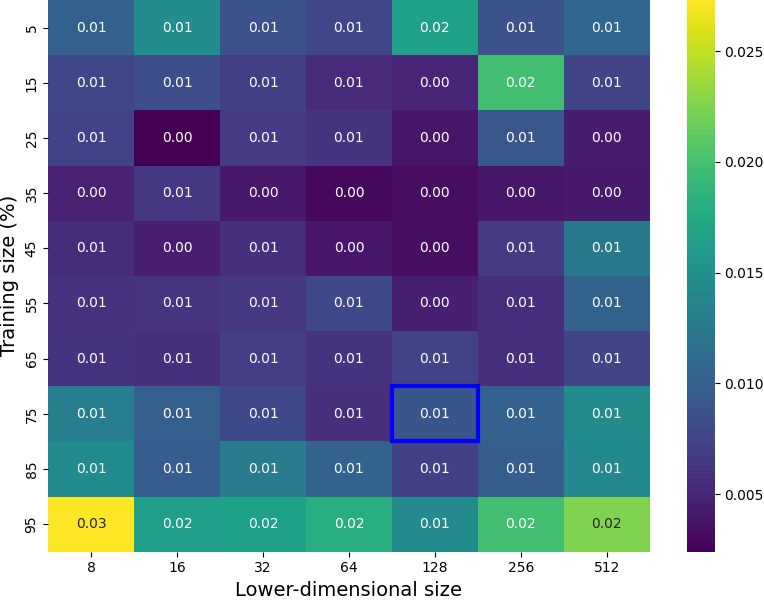 5 0.01 0.01 0.01 0.01 0.02 0.01 0.01
15 0.01 0.01 0.01 0.01 0.00 0.02 0.01
25 0.01 0.00 0.01 0.01 0.00 0.01 0.00
35 0.00 0.01 0.00 0.00 0.00 0.00 0.00
45 0.01 0.00 0.01 0.00 0.00 0.01 0.01
55 0.01 0.01 0.01 0.01 0.00 0.01 0.01
65 0.01 0.01 0.01 0.01 0.01 0.01 0.01
75 0.01 0.01 0.01 0.01 0.01 0.01 0.01
85 0.01 0.01 0.01 0.01 0.01 0.01 0.01
95 0.03 0.02 0.02 0.02 0.01 0.02 0.02
8 16 32 64 128 256 512
Lower-dimensional size
Training size (%)
0.025
0.020
0.015
0.010
0.005